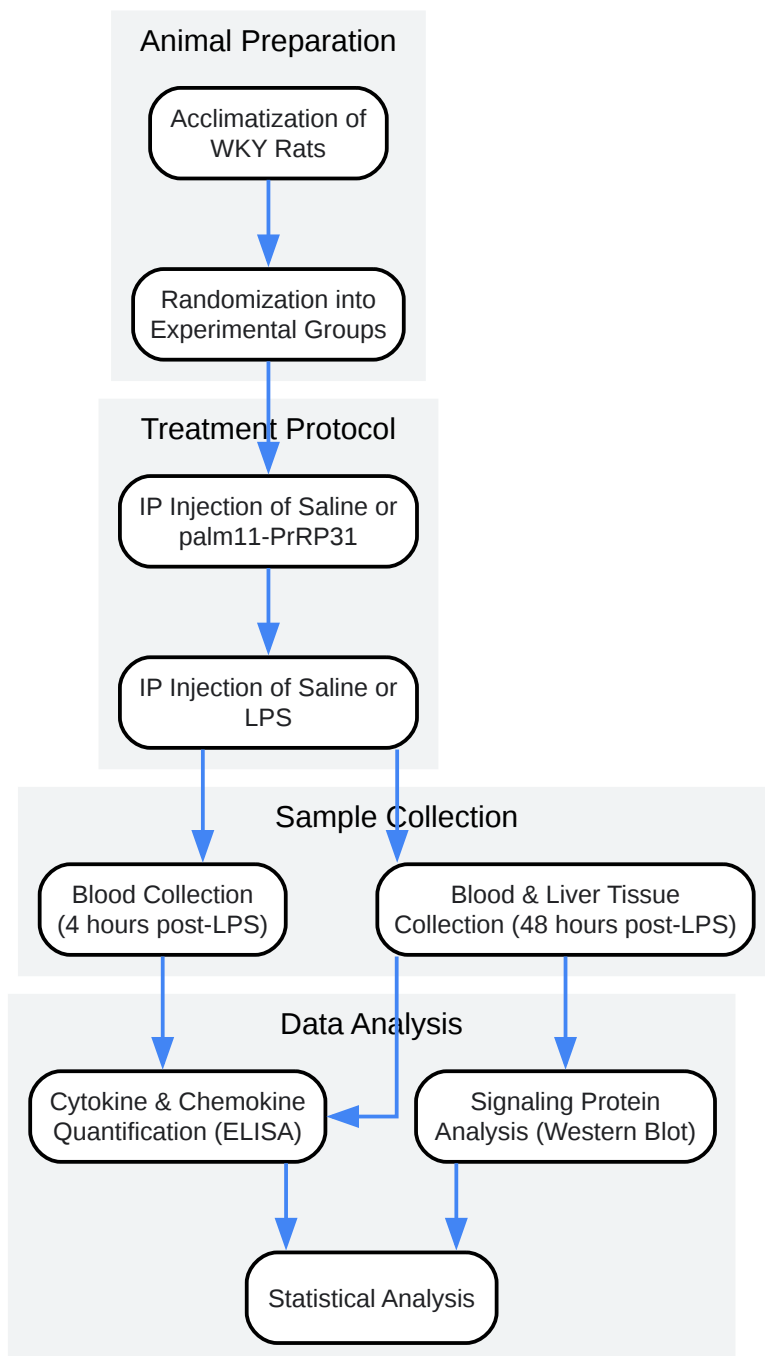 Animal Preparation
Acclimatization of
WKY Rats
Randomization into
Experimental Groups
Treatment Protocol
IP Injection of Saline or
palm11-PrRP31
IP Injection of Saline or
LPS
Sample Collection
Blood Collection
(4 hours post-LPS)
Blood & Liver Tissue
Collection (48 hours post-LPS)
Data Analysis
Cytokine & Chemokine
Quantification (ELISA)
Signaling Protein
Analysis (Western Blot)
Statistical Analysis